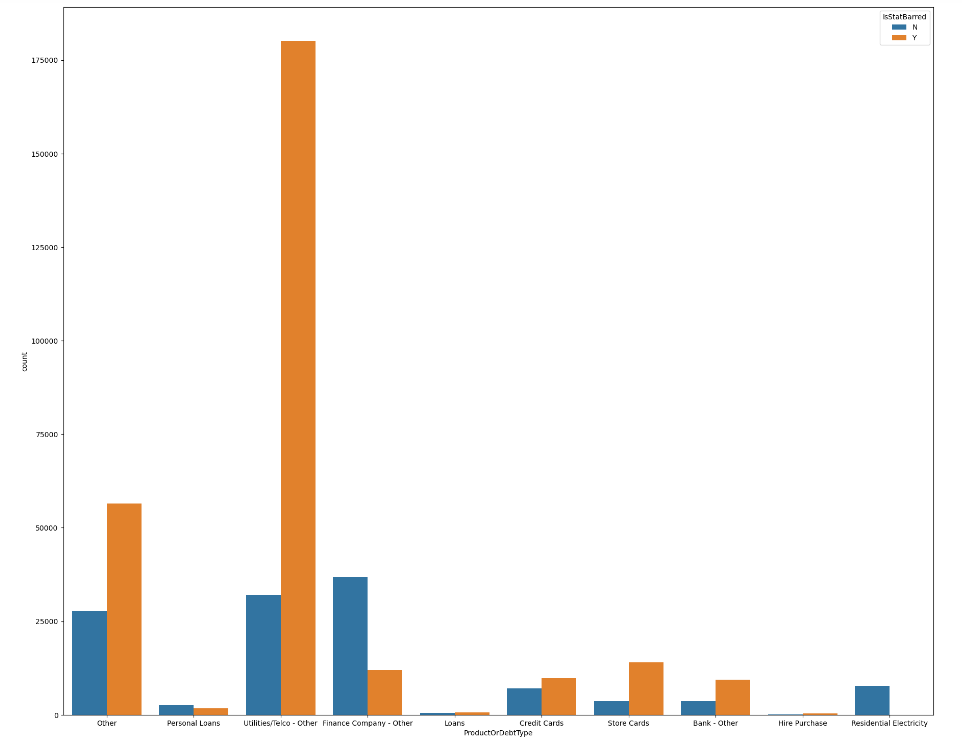 IsStatBarred
N
Y
175000
150000
125000
100000
75000
50000
25000
0
count
Other Personal Loans Utilities/Telco - Other Finance Company - Other Loans Credit Cards Store Cards Bank - Other Hire Purchase Residential Electricity
ProductOrDebtType